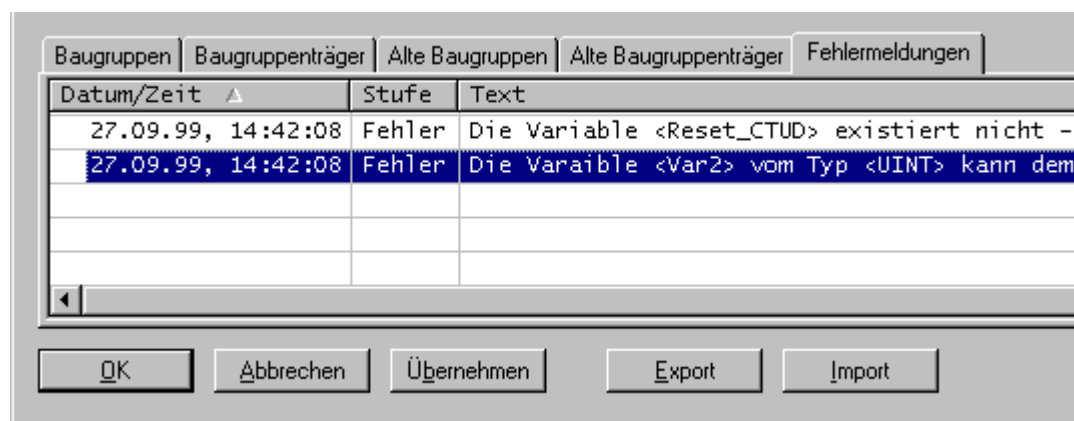 Baugruppen Baugruppenträger Alte Baugruppen Alte Baugruppenträger Fehlermeldungen
Datum/Zeit Stufe Text
27.09.99, 14:42:08 Fehler Die Variable <Reset_CTUD> existiert nicht -
27.09.99, 14:42:08 Fehler Die Varaible <Var2> vom Typ <UINT> kann dem
OK Abbrechen Übernehmen Export Import